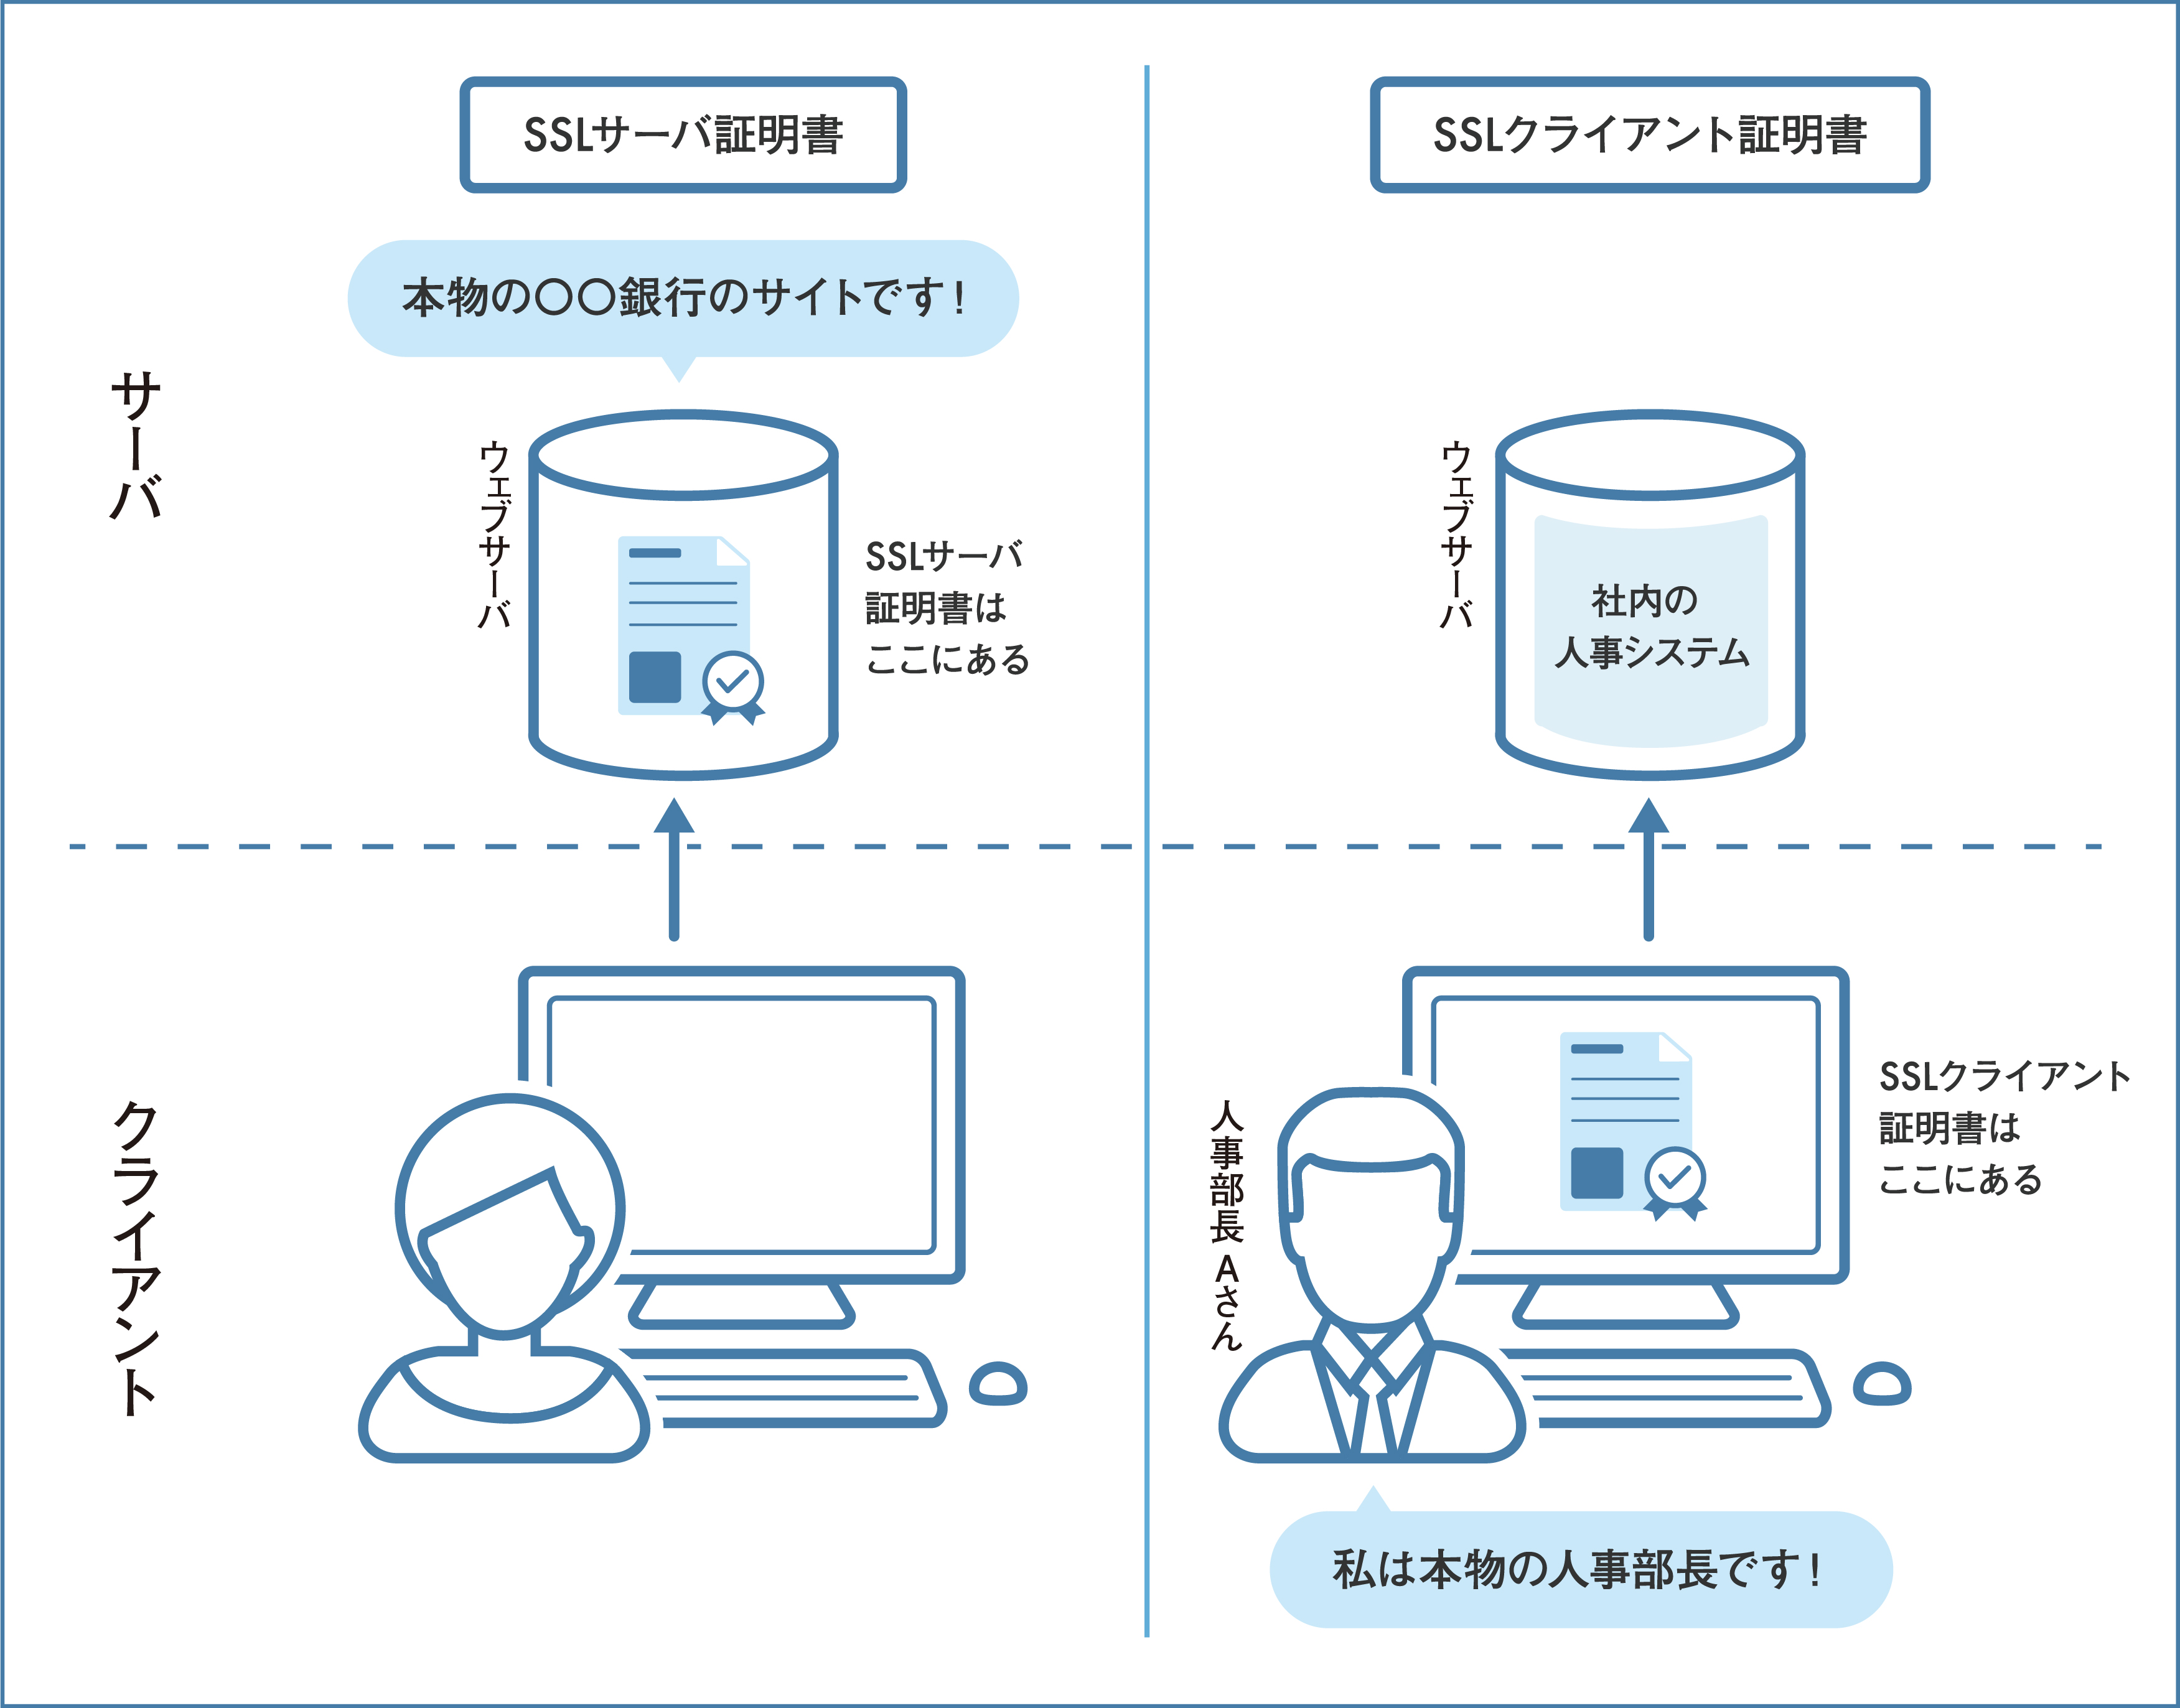 SSLサーバ証明書
SSLクライアント証明書
本物の〇〇〇銀行のサイトです!
サーバ
ウェブサーバ
SSLサーバ
証明書は
ここにある
ウェブサーバ
社内の
人事システム
クライアント
人事部長Aさん
SSLクライアント
証明書は
ここにある
私は本物の人事部長です!